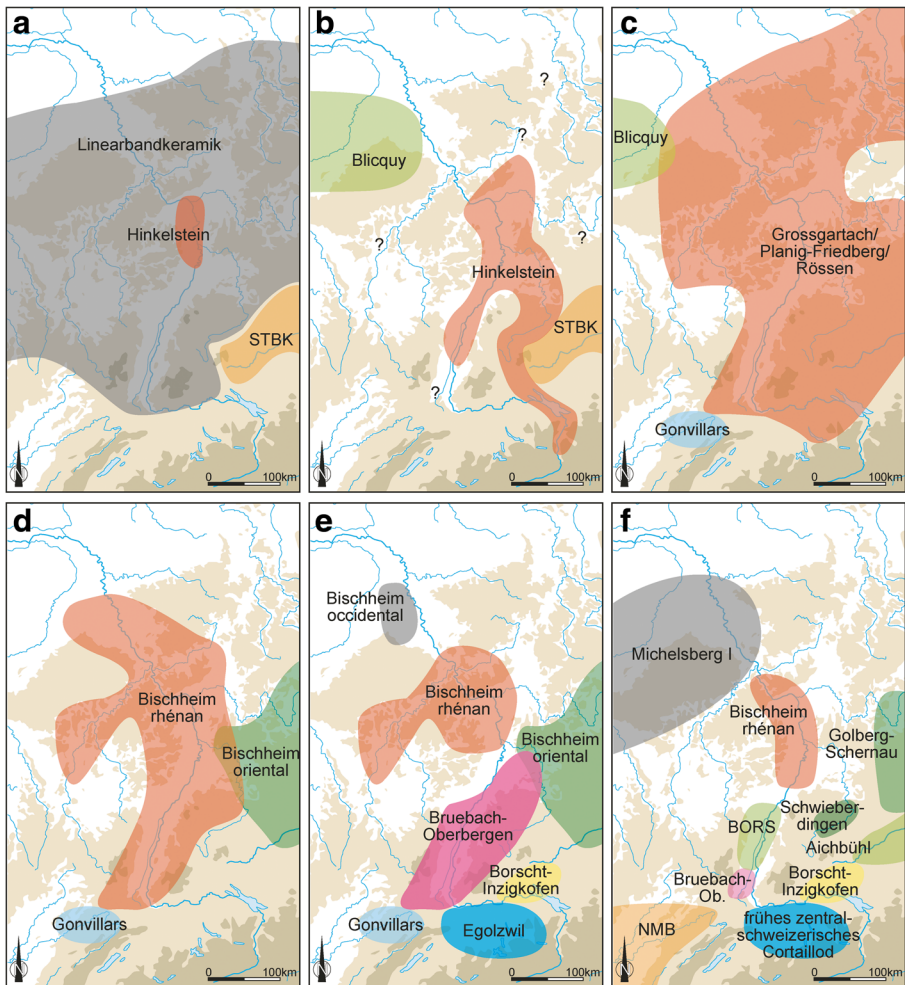 a
Linearbandkeramik
Hinkelstein
STBK
N
0 100km
b
?
?
Blicquy
?
?
Hinkelstein
STBK
?
N
0 100km
c
Blicquy
Grossgartach/
Planig-Friedberg/
Rössen
Gonvillars
N
0 100km
d
Bischheim
rhénan
Bischheim
oriental
Gonvillars
N
0 100km
e
Bischheim
occidental
Bischheim
rhénan
Bischheim
oriental
Bruebach-
Oberbergen
Borscht-
Inzigkofen
Gonvillars
Egolzwil
N
0 100km
f
Michelsberg I
Bischheim
rhénan
Golberg-
Schernau
Schwieber-
dingen
BORS
Aichbühl
Bruebach-
Ob.
Borscht-
Inzigkofen
NMB
frühes zentral-
schweizerisches
Cortaillod
N
0 100km